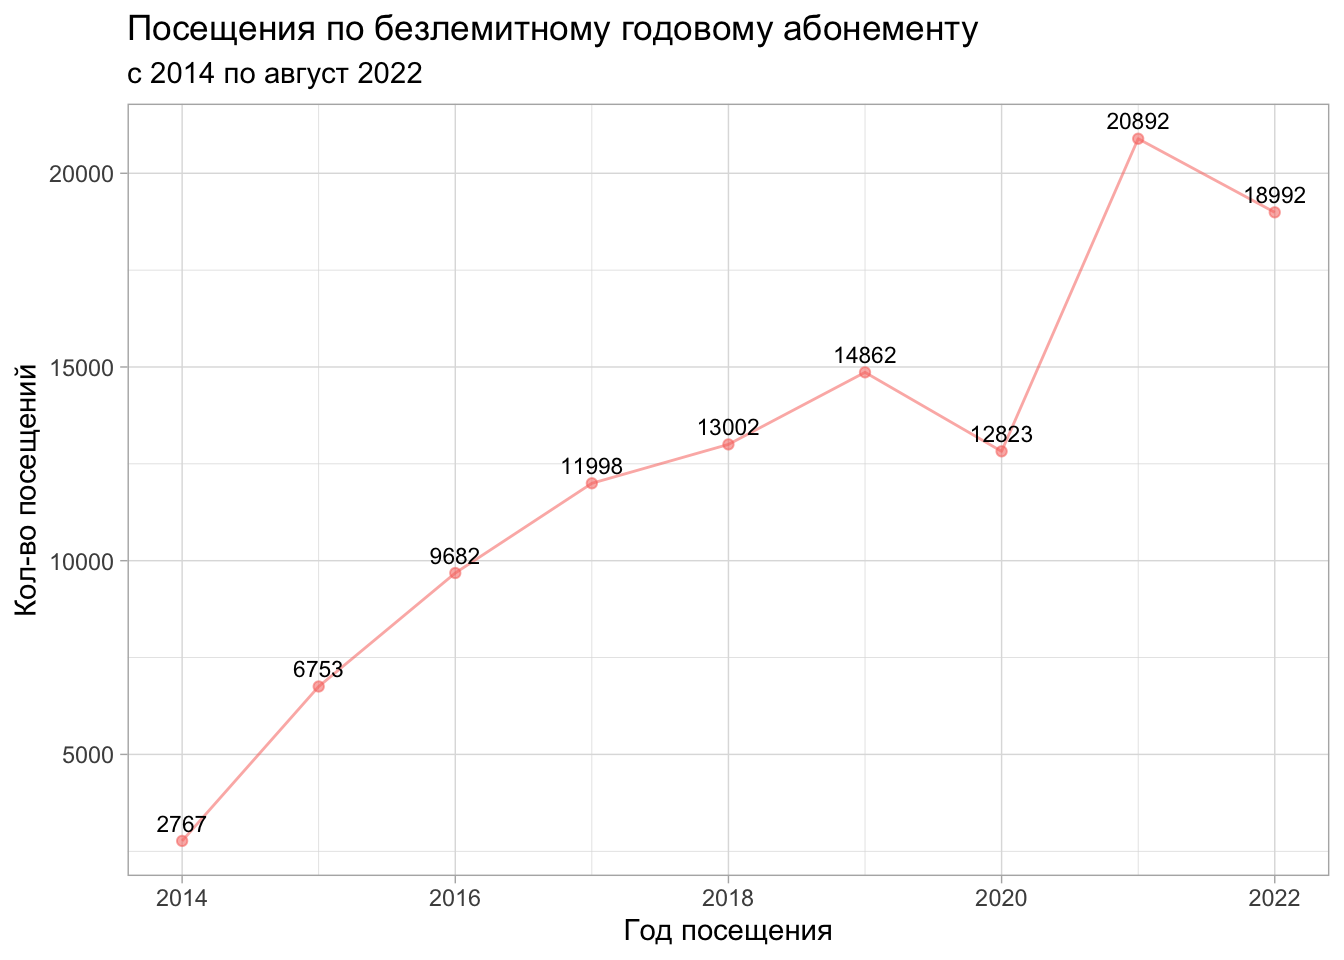 Посещения по безлемитному годовому абонементу
с 2014 по август 2022
20892
20000
18992
14862
15000
13002
12823
11998
9682
10000
6753
5000
2767
Кол-во посещений
2014 2016 2018 2020 2022
Год посещения